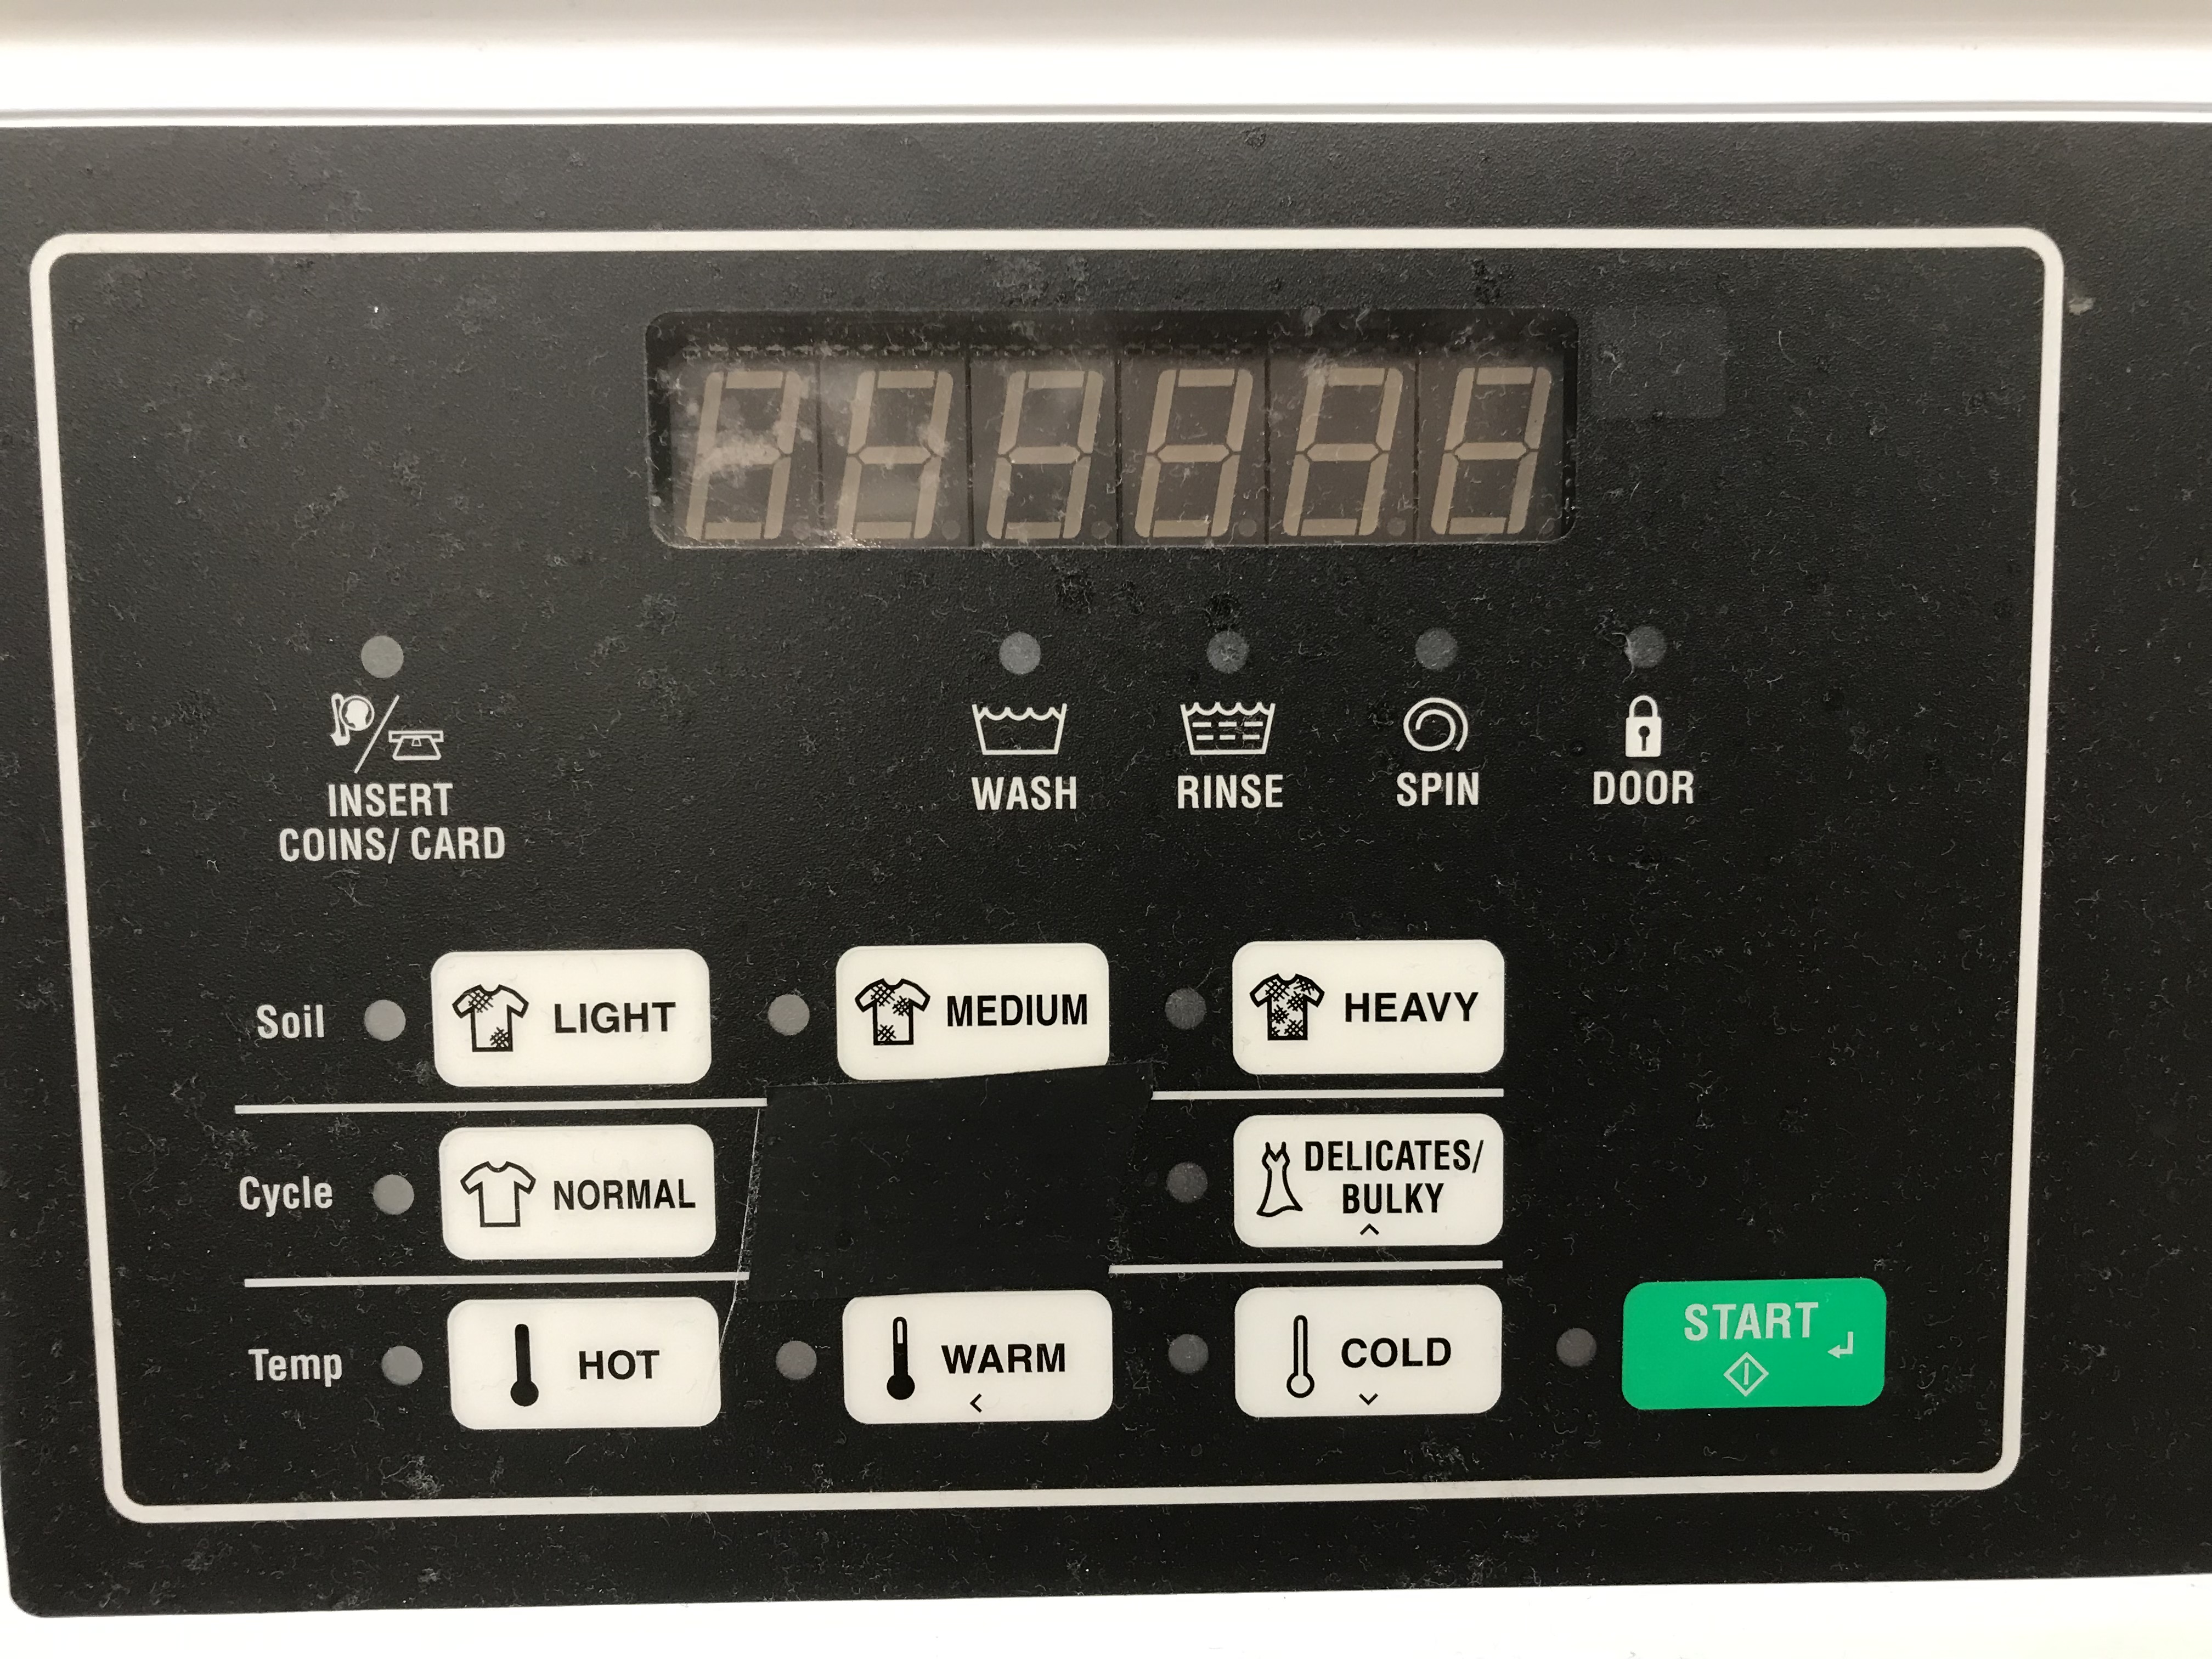 INSERT
COINS/ CARD
WASH
RINSE
SPIN
DOOR
Soil
LIGHT
MEDIUM
HEAVY
Cycle
NORMAL
DELICATES/
BULKY
Temp
HOT
WARM
COLD
START